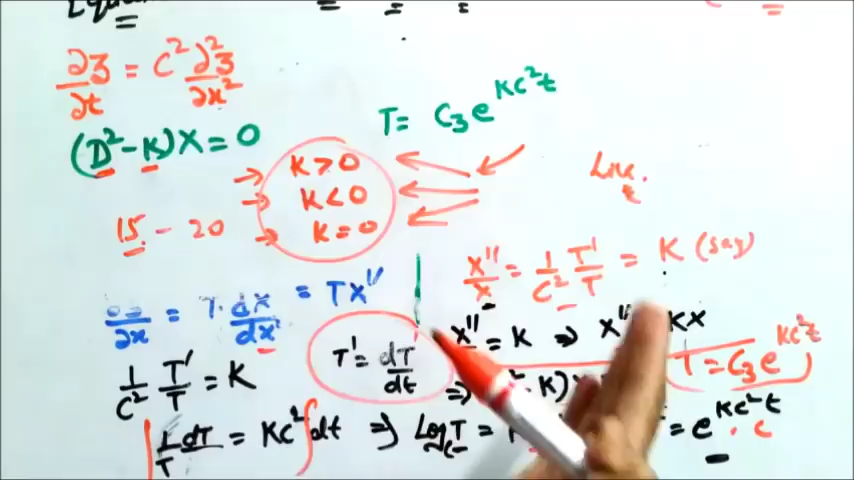 ∂z/∂t = C² ∂²z/∂x²
T = C₃e^(Kc²t)
(D²-K)X = 0
K > 0
K < 0
K = 0
15 - 20
X''/X = 1/C² T'/T = K (say)
∂x = T · dX/dx = TX''
T' = dT/dt
X'' = K ⇒ X'' KX
T = C₃e^(Kc²t)
1/C² T'/T = K
⇒ K)X
∫ 1/T dT = Kc² ∫ dt ⇒ Log T = = e^(Kc²t) · c